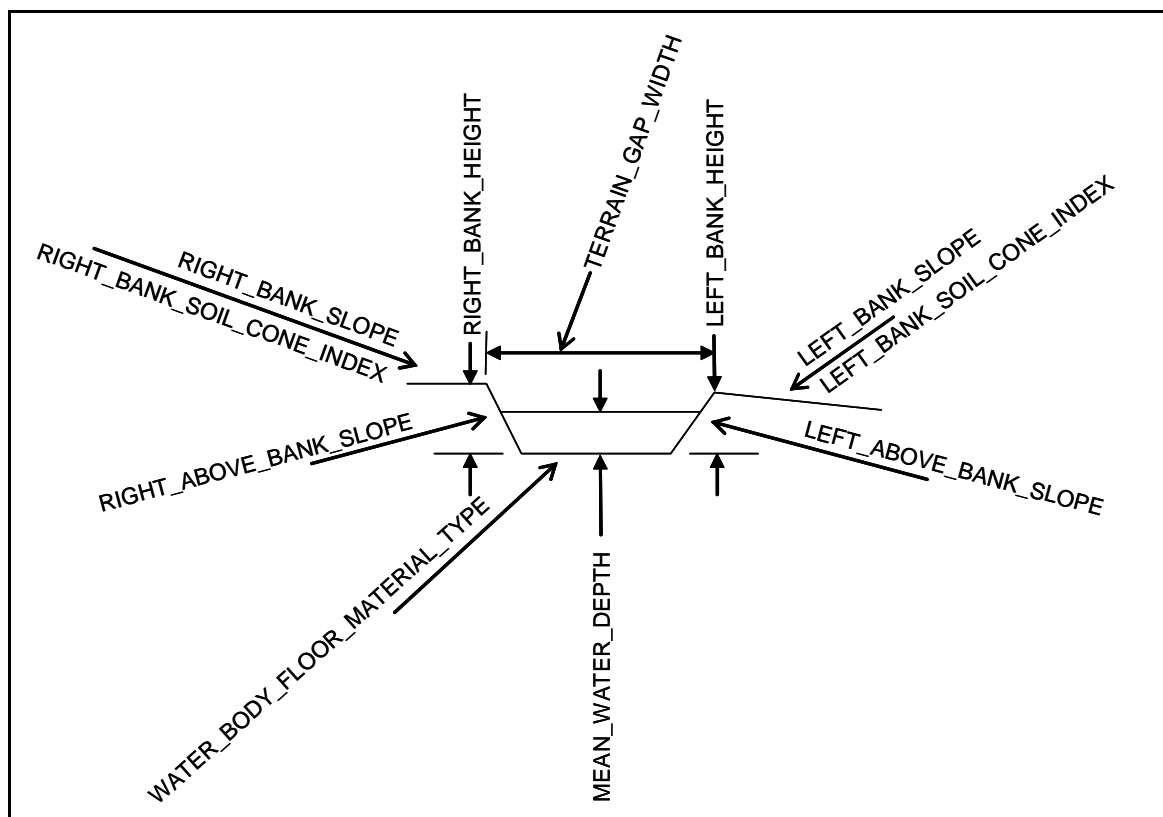 TERRAIN_GAP_WIDTH
RIGHT_BANK_HEIGHT
LEFT_BANK_HEIGHT
RIGHT_BANK_SLOPE
RIGHT_BANK_SOIL_CONE_INDEX
LEFT_BANK_SLOPE
LEFT_BANK_SOIL_CONE_INDEX
RIGHT_ABOVE_BANK_SLOPE
LEFT_ABOVE_BANK_SLOPE
WATER_BODY_FLOOR_MATERIAL_TYPE
MEAN_WATER_DEPTH